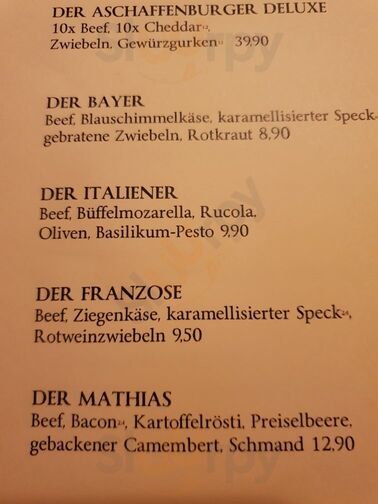 DER ASCHAFFENBURGER DELUXE
10x Beef, 10x Cheddar,
Zwiebeln, Gewürzgurken 39,90
DER BAYER
Beef, Blauschimmelkäse, karamellisierter Speck
gebratene Zwiebeln, Rotkraut 8,90
DER ITALIENER
Beef, Büffelmozarella, Rucola,
Oliven, Basilikum-Pesto 9,90
DER FRANZOSE
Beef, Ziegenkäse, karamellisierter Speck,
Rotweinzwiebeln 9,50
DER MATHIAS
Beef, Bacon, Kartoffelrösti, Preiselbeere,
gebackener Camembert, Schmand 12,90